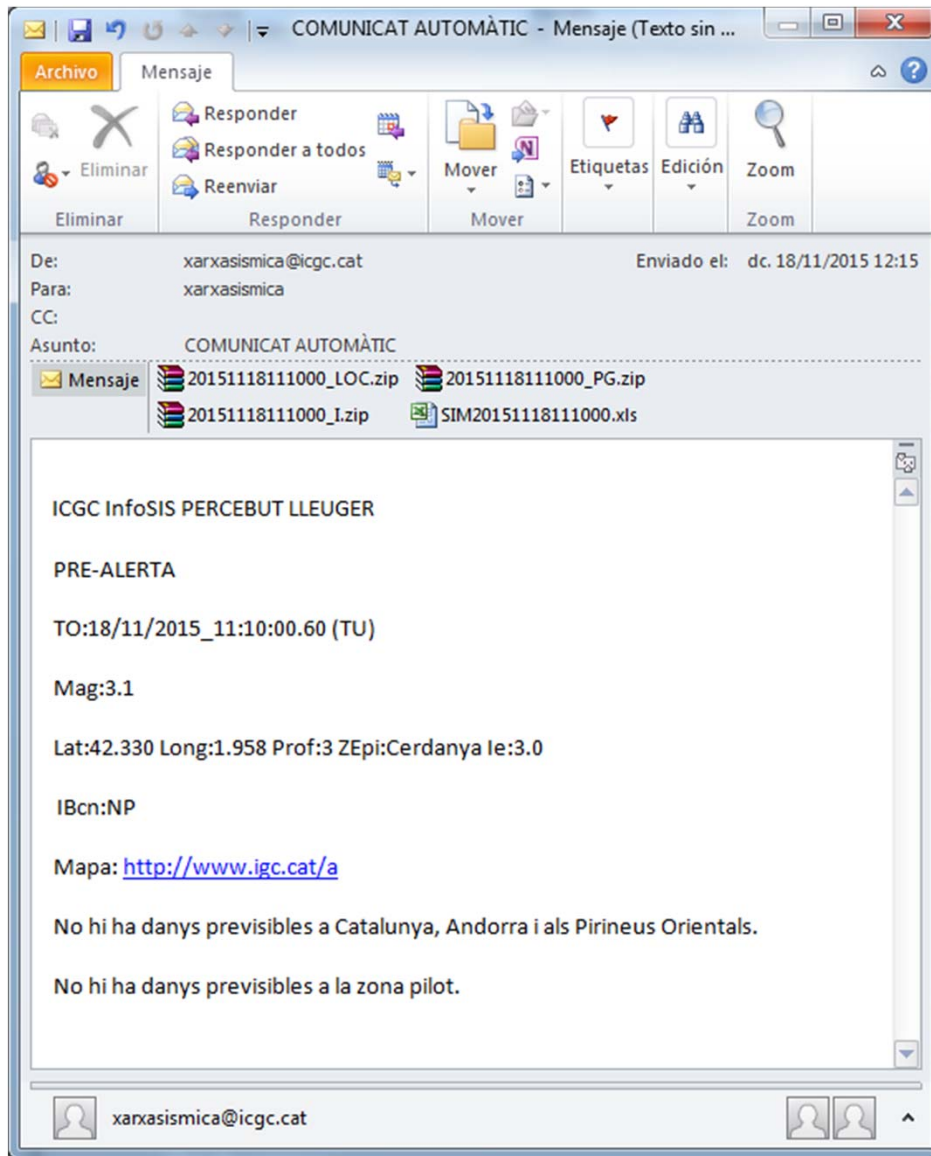 COMUNICAT AUTOMÀTIC - Mensaje (Texto sin ...
Archivo Mensaje
Eliminar
Responder
Responder a todos
Reenviar
Mover
Etiquetas
Edición
Zoom
Eliminar Responder Mover Zoom
De: xarxasismica@icgc.cat Enviado el: dc. 18/11/2015 12:15
Para: xarxasismica
CC:
Asunto: COMUNICAT AUTOMÀTIC
Mensaje 20151118111000_LOC.zip 20151118111000_PG.zip
20151118111000_I.zip SIM20151118111000.xls
ICGC InfoSIS PERCEBUT LLEUGER
PRE-ALERTA
TO:18/11/2015_11:10:00.60 (TU)
Mag:3.1
Lat:42.330 Long:1.958 Prof:3 ZEpi:Cerdanya Ie:3.0
IBcn:NP
Mapa: http://www.igc.cat/a
No hi ha danys previsibles a Catalunya, Andorra i als Pirineus Orientals.
No hi ha danys previsibles a la zona pilot.
xarxasismica@icgc.cat